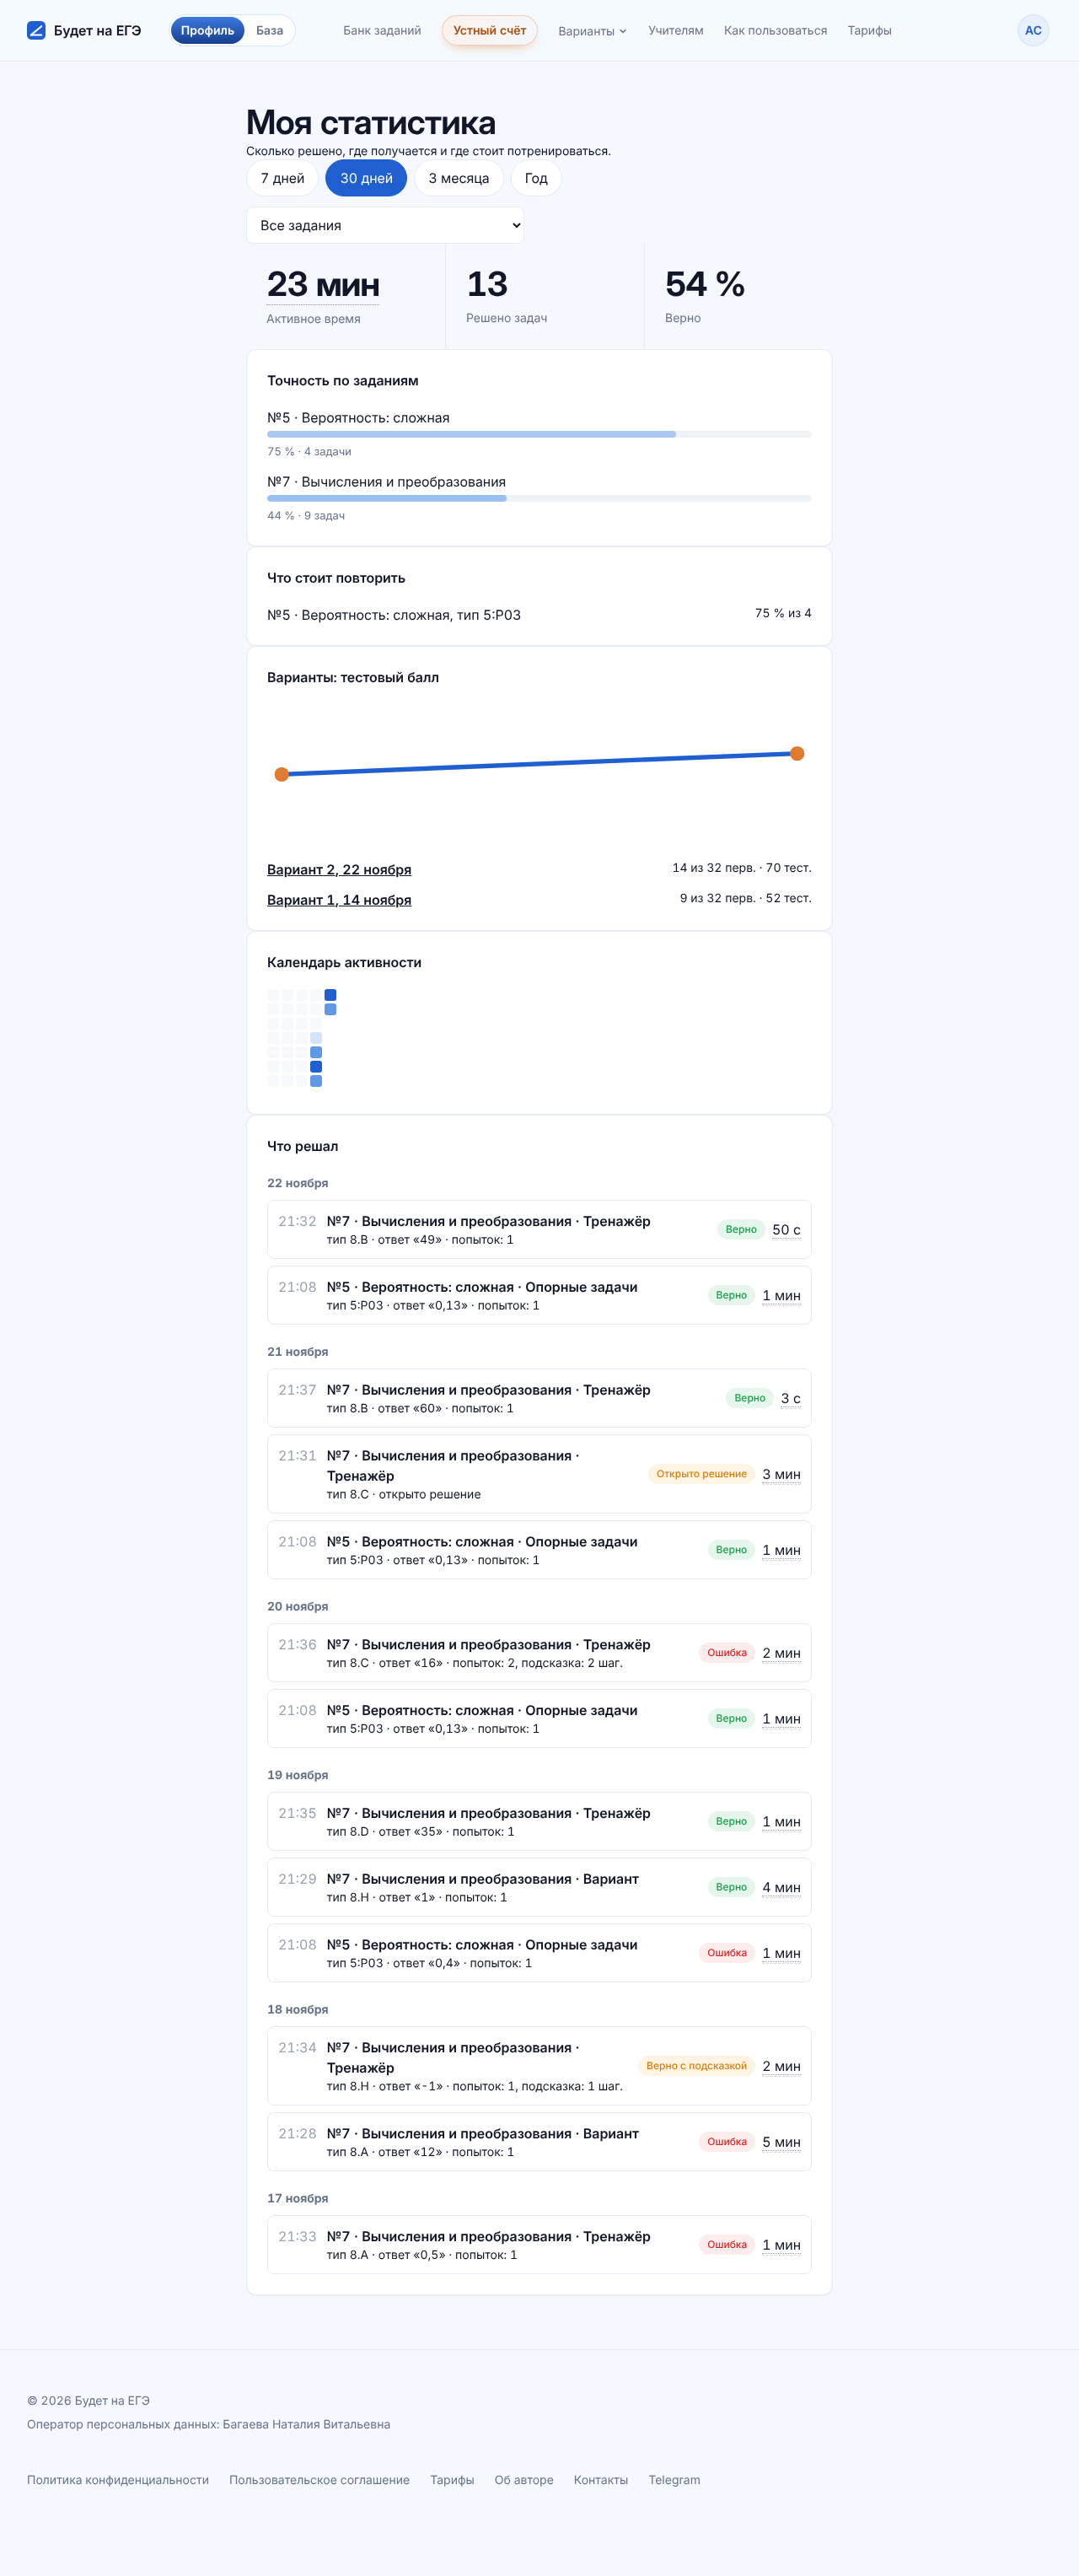 Будет на ЕГЭ
Профиль
База
Банк заданий
Устный счёт
Варианты
Учителям
Как пользоваться
Тарифы
АС
Моя статистика
Сколько решено, где получается и где стоит потренироваться.
7 дней
30 дней
3 месяца
Год
Все задания
23 мин
Активное время
13
Решено задач
54 %
Верно
Точность по заданиям
№5 · Вероятность: сложная
75 % · 4 задачи
№7 · Вычисления и преобразования
44 % · 9 задач
Что стоит повторить
№5 · Вероятность: сложная, тип 5:P03
75 % из 4
Варианты: тестовый балл
Вариант 2, 22 ноября
14 из 32 перв. · 70 тест.
Вариант 1, 14 ноября
9 из 32 перв. · 52 тест.
Календарь активности
Что решал
22 ноября
21:32
№7 · Вычисления и преобразования · Тренажёр
тип 8.B · ответ «49» · попыток: 1
Верно
50 с
21:08
№5 · Вероятность: сложная · Опорные задачи
тип 5:P03 · ответ «0,13» · попыток: 1
Верно
1 мин
21 ноября
21:37
№7 · Вычисления и преобразования · Тренажёр
тип 8.B · ответ «60» · попыток: 1
Верно
3 с
21:31
№7 · Вычисления и преобразования ·
Тренажёр
тип 8.C · открыто решение
Открыто решение
3 мин
21:08
№5 · Вероятность: сложная · Опорные задачи
тип 5:P03 · ответ «0,13» · попыток: 1
Верно
1 мин
20 ноября
21:36
№7 · Вычисления и преобразования · Тренажёр
тип 8.C · ответ «16» · попыток: 2, подсказка: 2 шаг.
Ошибка
2 мин
21:08
№5 · Вероятность: сложная · Опорные задачи
тип 5:P03 · ответ «0,13» · попыток: 1
Верно
1 мин
19 ноября
21:35
№7 · Вычисления и преобразования · Тренажёр
тип 8.D · ответ «35» · попыток: 1
Верно
1 мин
21:29
№7 · Вычисления и преобразования · Вариант
тип 8.H · ответ «1» · попыток: 1
Верно
4 мин
21:08
№5 · Вероятность: сложная · Опорные задачи
тип 5:P03 · ответ «0,4» · попыток: 1
Ошибка
1 мин
18 ноября
21:34
№7 · Вычисления и преобразования ·
Тренажёр
тип 8.H · ответ «-1» · попыток: 1, подсказка: 1 шаг.
Верно с подсказкой
2 мин
21:28
№7 · Вычисления и преобразования · Вариант
тип 8.A · ответ «12» · попыток: 1
Ошибка
5 мин
17 ноября
21:33
№7 · Вычисления и преобразования · Тренажёр
тип 8.A · ответ «0,5» · попыток: 1
Ошибка
1 мин
© 2026 Будет на ЕГЭ
Оператор персональных данных: Багаева Наталия Витальевна
Политика конфиденциальности
Пользовательское соглашение
Тарифы
Об авторе
Контакты
Telegram